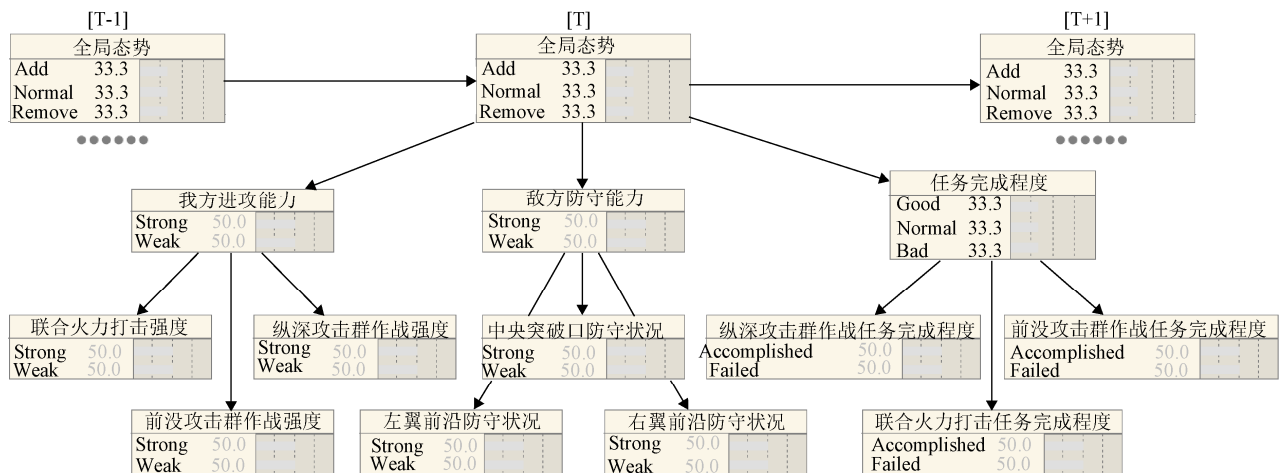 [T-1]
[T]
[T+1]
全局态势
Add 33.3
Normal 33.3
Remove 33.3
全局态势
Add 33.3
Normal 33.3
Remove 33.3
全局态势
Add 33.3
Normal 33.3
Remove 33.3
我方进攻能力
Strong 50.0
Weak 50.0
敌方防守能力
Strong 50.0
Weak 50.0
任务完成程度
Good 33.3
Normal 33.3
Bad 33.3
联合火力打击强度
Strong 50.0
Weak 50.0
纵深攻击群作战强度
Strong 50.0
Weak 50.0
中央突破口防守状况
Strong 50.0
Weak 50.0
纵深攻击群作战任务完成程度
Accomplished 50.0
Failed 50.0
前没攻击群作战任务完成程度
Accomplished 50.0
Failed 50.0
前没攻击群作战强度
Strong 50.0
Weak 50.0
左翼前沿防守状况
Strong 50.0
Weak 50.0
右翼前沿防守状况
Strong 50.0
Weak 50.0
联合火力打击任务完成程度
Accomplished 50.0
Failed 50.0